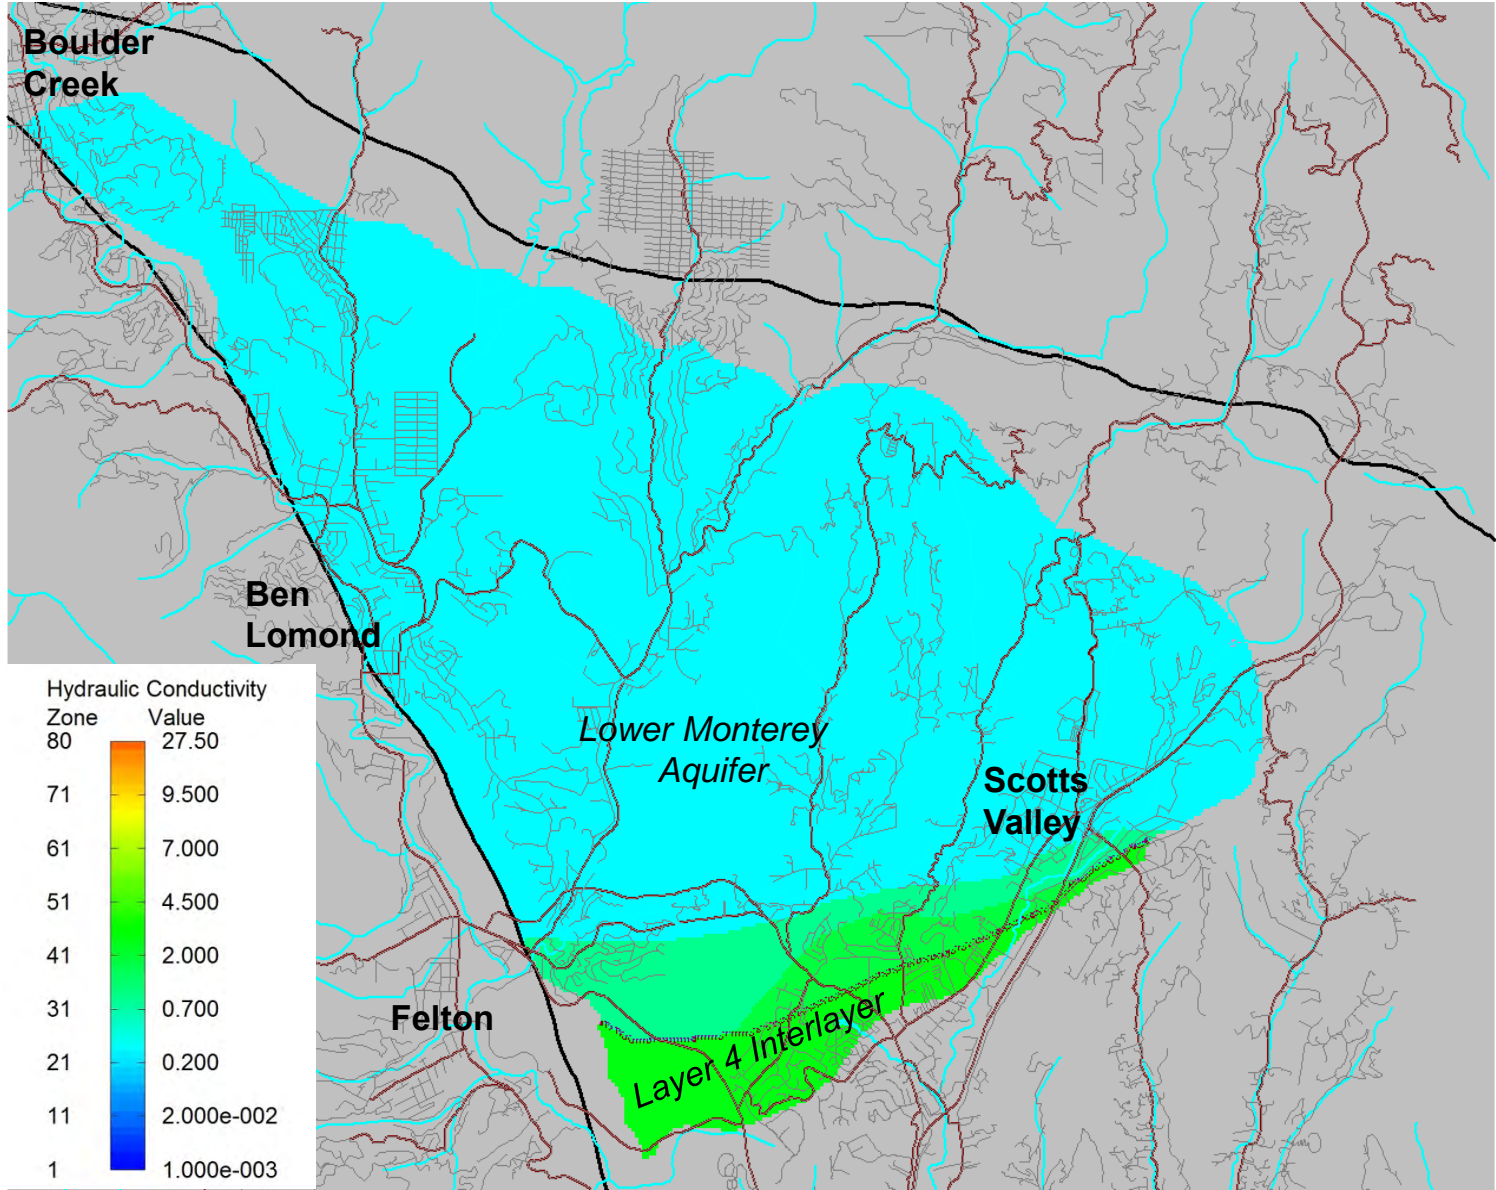 Boulder
Creek
Ben
Lomond
Hydraulic Conductivity
Zone Value
80 27.50
71 9.500
61 7.000
51 4.500
41 2.000
31 0.700
21 0.200
11 2.000e-002
1 1.000e-003
Lower Monterey
Aquifer
Scotts
Valley
Felton
Layer 4 Interlayer